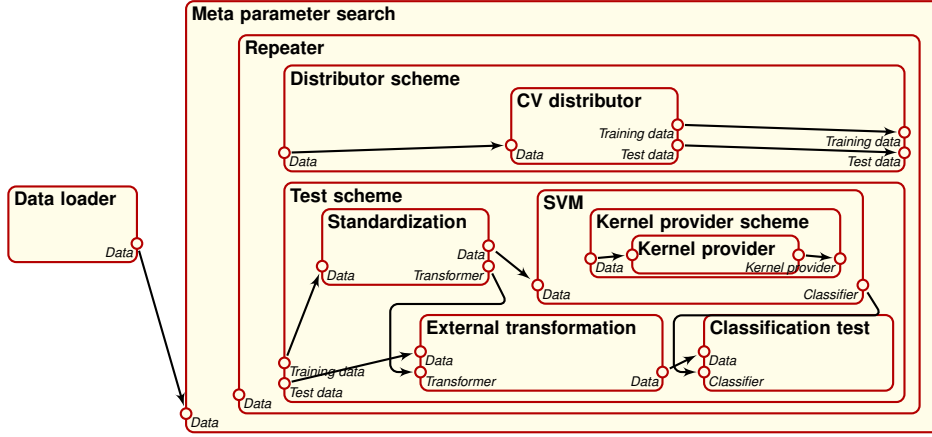 Meta parameter search
Repeater
Distributor scheme
CV distributor
Training data
Training data
Data
Data
Test data
Test data
Data loader
Data
Test scheme
Standardization
Data
Data
Transformer
SVM
Kernel provider scheme
Kernel provider
Data
Kernel provider
Data
Classifier
External transformation
Classification test
Data
Data
Training data
Transformer
Data
Classifier
Test data
Data
Data